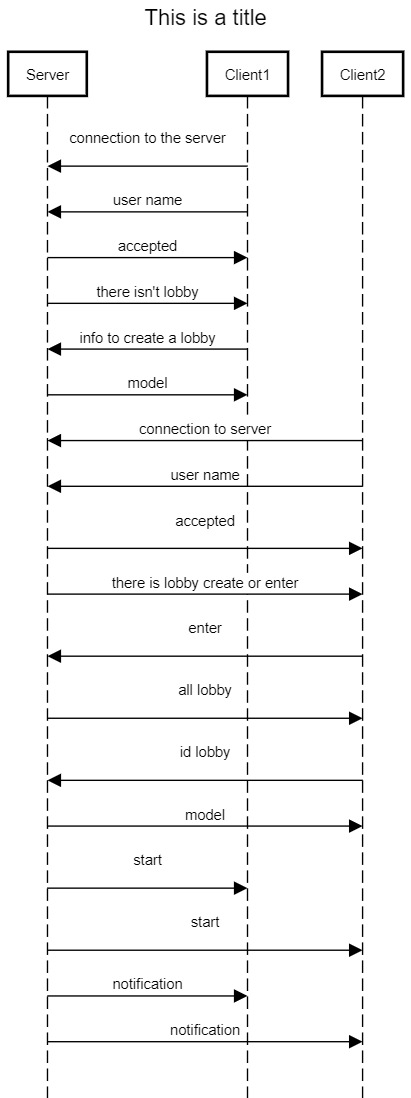 This is a title
Server
Client1
Client2
connection to the server
user name
accepted
there isn't lobby
info to create a lobby
model
connection to server
user name
accepted
there is lobby create or enter
enter
all lobby
id lobby
model
start
start
notification
notification